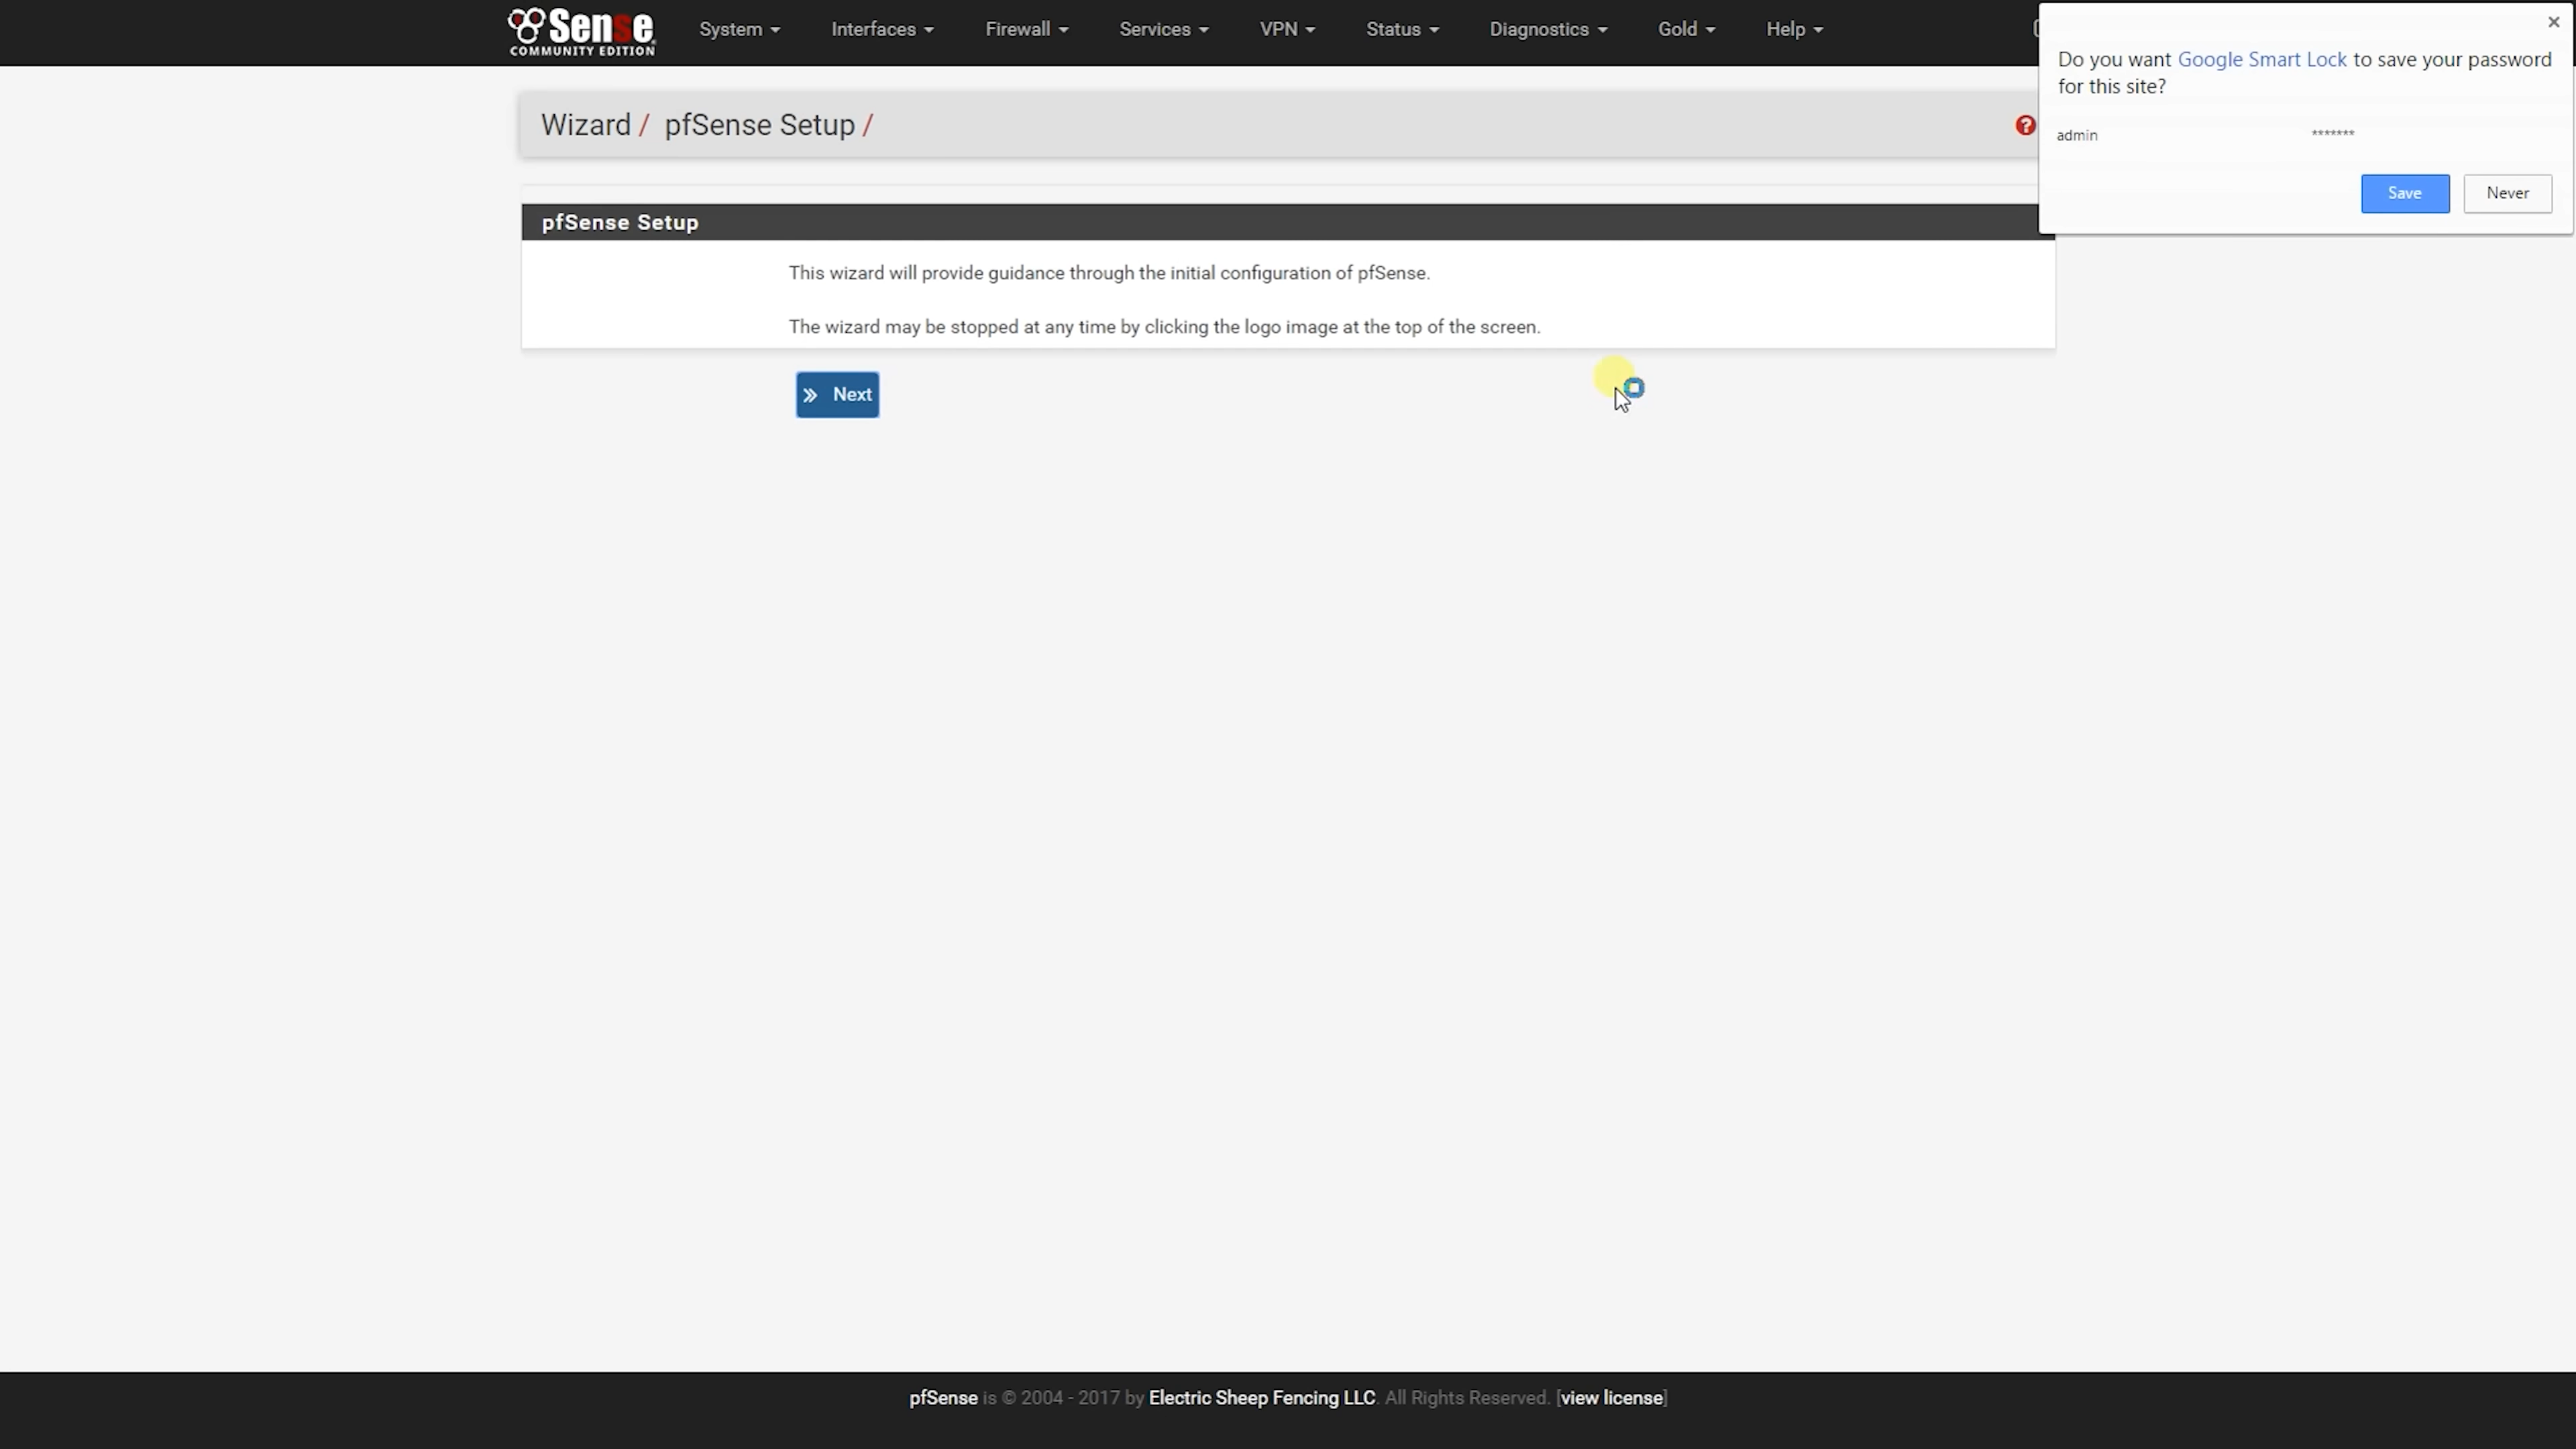 Sense
COMMUNITY EDITION
System
Interfaces
Firewall
Services
VPN
Status
Diagnostics
Gold
Help
Do you want Google Smart Lock to save your password
for this site?
admin *******
Save
Never
Wizard / pfSense Setup /
pfSense Setup
This wizard will provide guidance through the initial configuration of pfSense.
The wizard may be stopped at any time by clicking the logo image at the top of the screen.
Next
pfSense is © 2004 - 2017 by Electric Sheep Fencing LLC. All Rights Reserved. [view license]